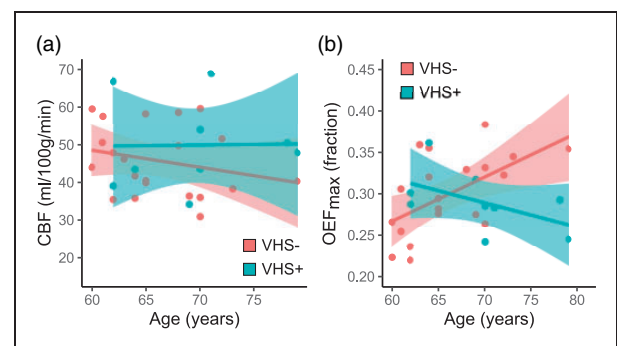 (a)
70
60
50
40
30
20
CBF (ml/100g/min)
VHS-
VHS+
60
65
70
75
Age (years)
(b)
VHS-
VHS+
0.45
0.40
0.35
0.30
0.25
0.20
OEFmax (fraction)
60
65
70
75
80
Age (years)